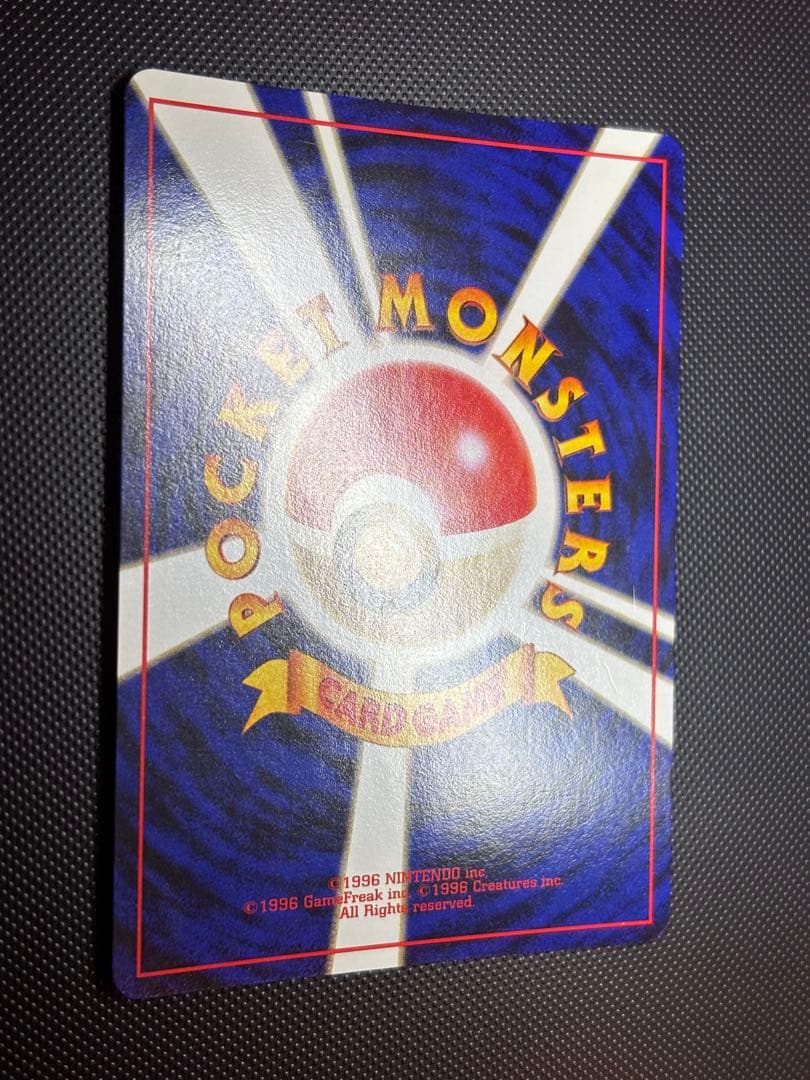 POCKET MONSTERS
CARD GAME
©1996 NINTENDO inc.
©1996 GameFreak inc. ©1996 Creatures inc.
All Rights reserved.